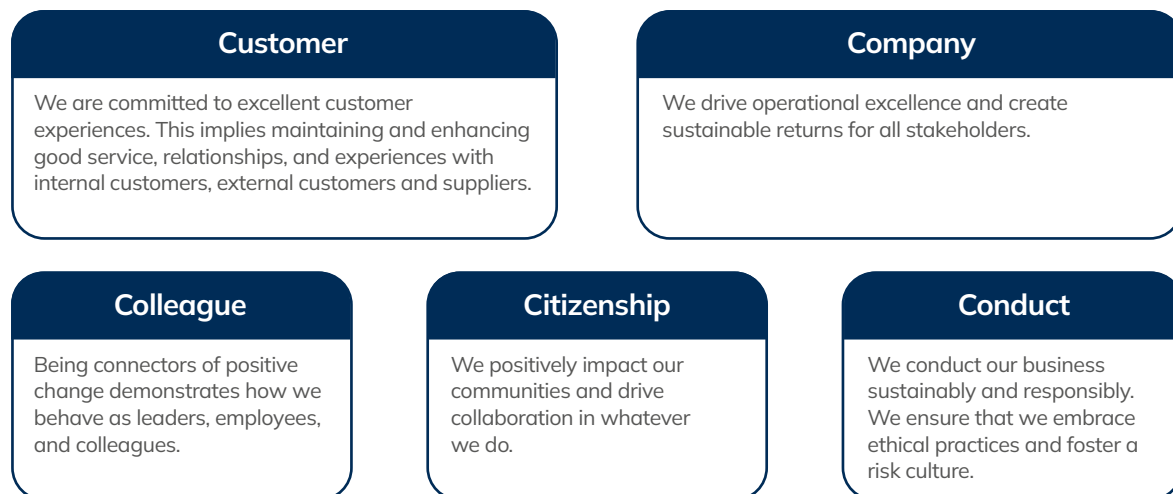 Customer
We are committed to excellent customer
experiences. This implies maintaining and enhancing
good service, relationships, and experiences with
internal customers, external customers and suppliers.
Company
We drive operational excellence and create
sustainable returns for all stakeholders.
Colleague
Being connectors of positive
change demonstrates how we
behave as leaders, employees,
and colleagues.
Citizenship
We positively impact our
communities and drive
collaboration in whatever
we do.
Conduct
We conduct our business
sustainably and responsibly.
We ensure that we embrace
ethical practices and foster a
risk culture.